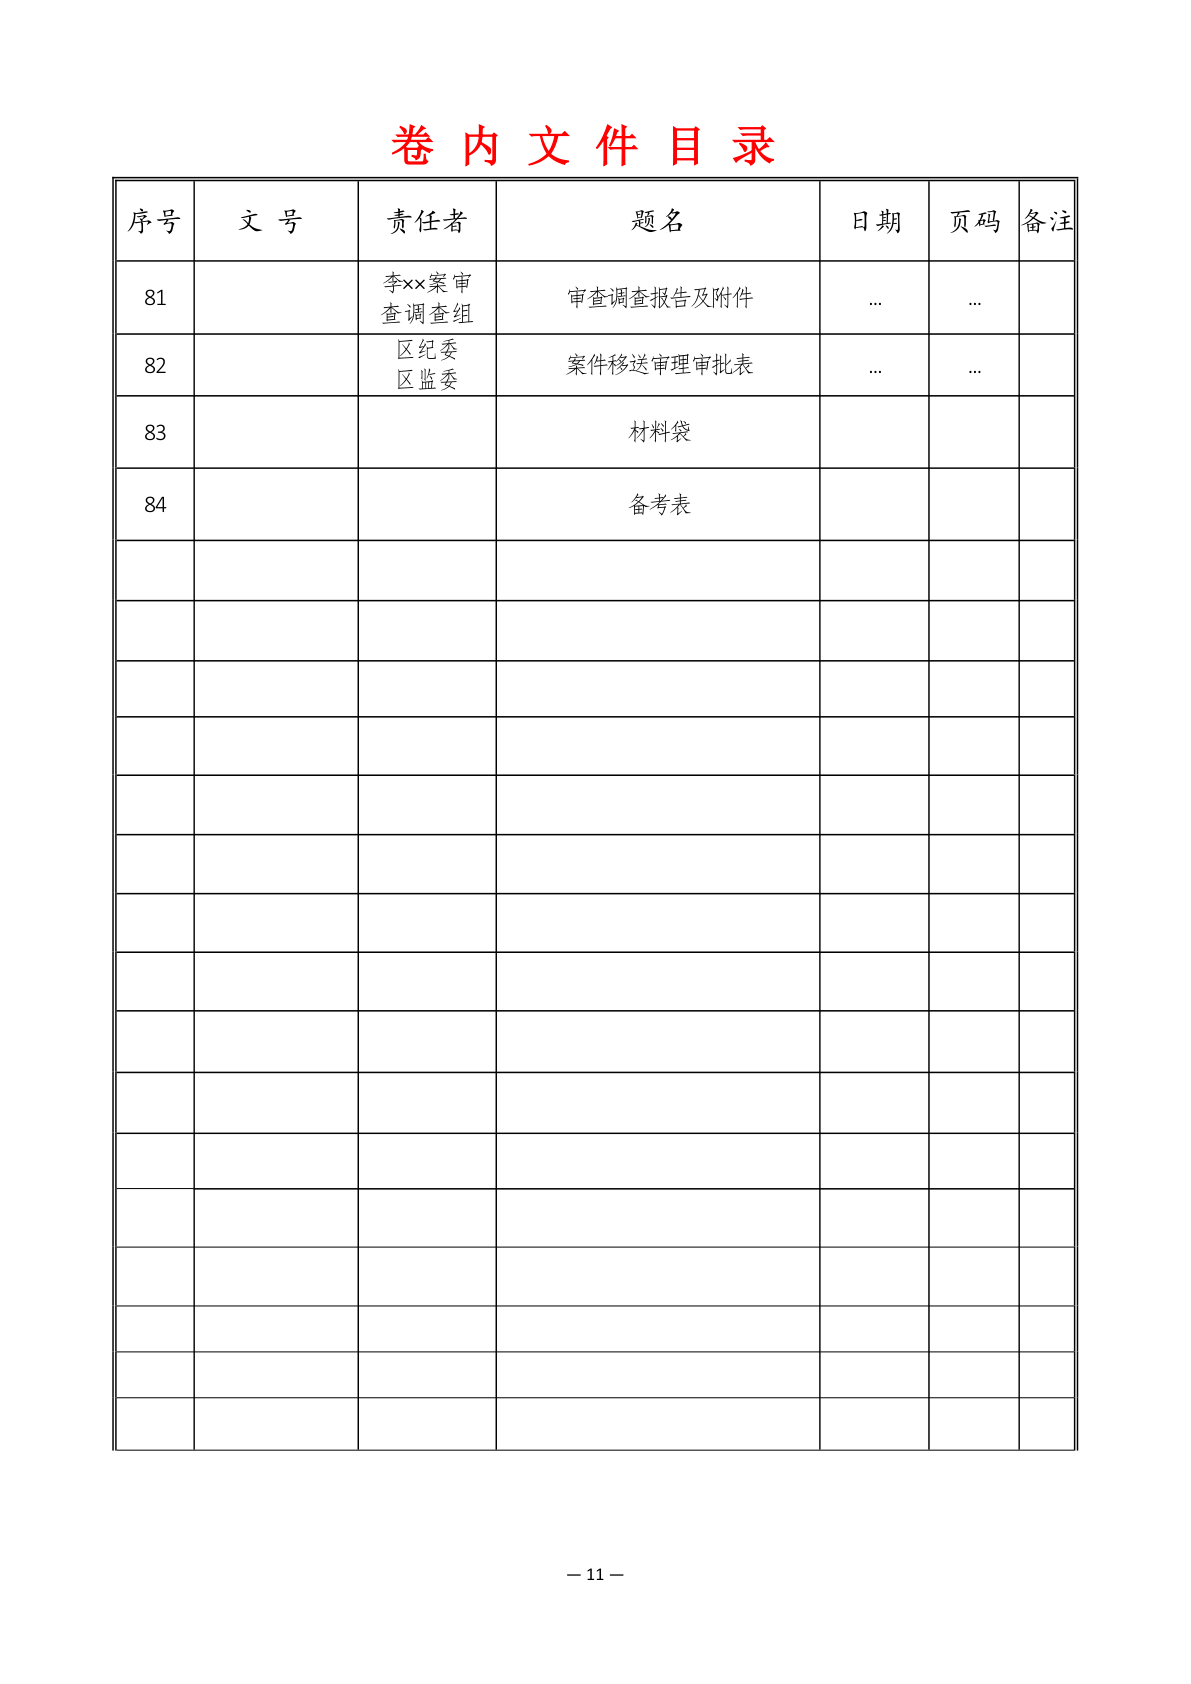 卷 内 文 件 目 录
序号 文 号 责任者 题名 日期 页码 备注
81 李××案审 审查调查报告及附件 … …
查调查组
82 区纪委 案件移送审理审批表 … …
区监委
83 材料袋
84 备考表
— 11 —